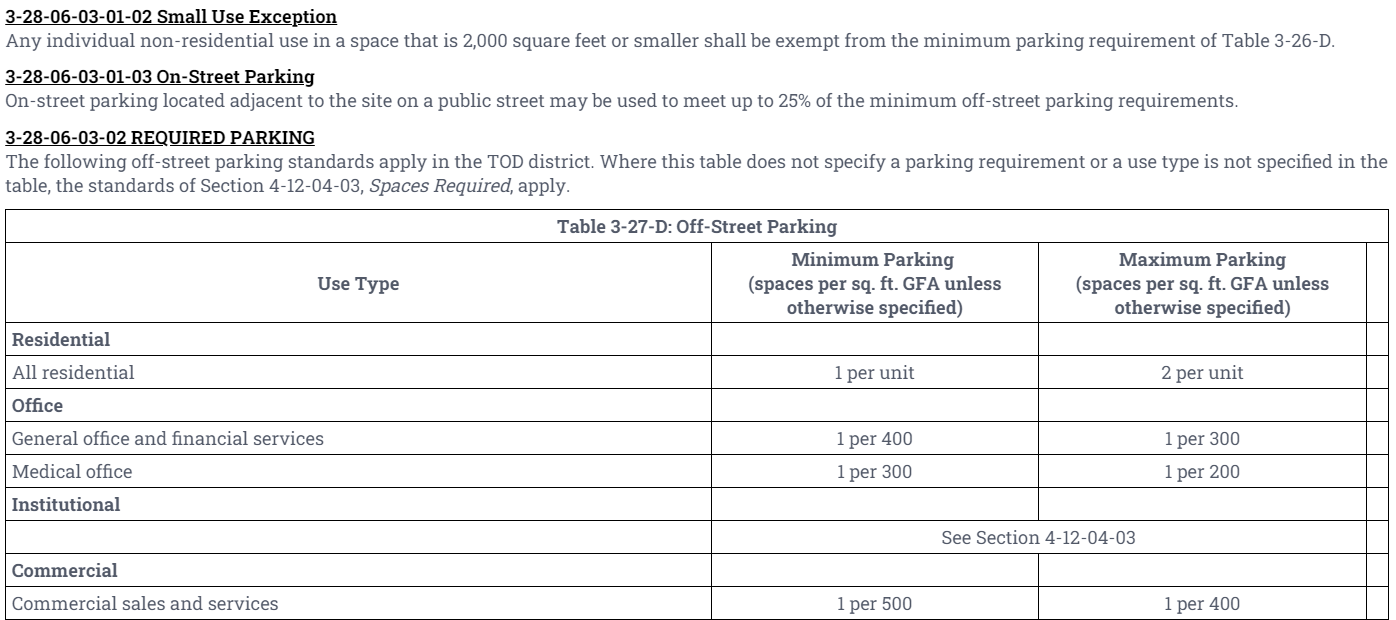 3-28-06-03-01-02 Small Use Exception
Any individual non-residential use in a space that is 2,000 square feet or smaller shall be exempt from the minimum parking requirement of Table 3-26-D.
3-28-06-03-01-03 On-Street Parking
On-street parking located adjacent to the site on a public street may be used to meet up to 25% of the minimum off-street parking requirements.
3-28-06-03-02 REQUIRED PARKING
The following off-street parking standards apply in the TOD district. Where this table does not specify a parking requirement or a use type is not specified in the
table, the standards of Section 4-12-04-03, Spaces Required, apply.
Table 3-27-D: Off-Street Parking
Use Type
Minimum Parking
(spaces per sq. ft. GFA unless
otherwise specified)
Maximum Parking
(spaces per sq. ft. GFA unless
otherwise specified)
Residential
All residential 1 per unit 2 per unit
Office
General office and financial services 1 per 400 1 per 300
Medical office 1 per 300 1 per 200
Institutional
See Section 4-12-04-03
Commercial
Commercial sales and services 1 per 500 1 per 400